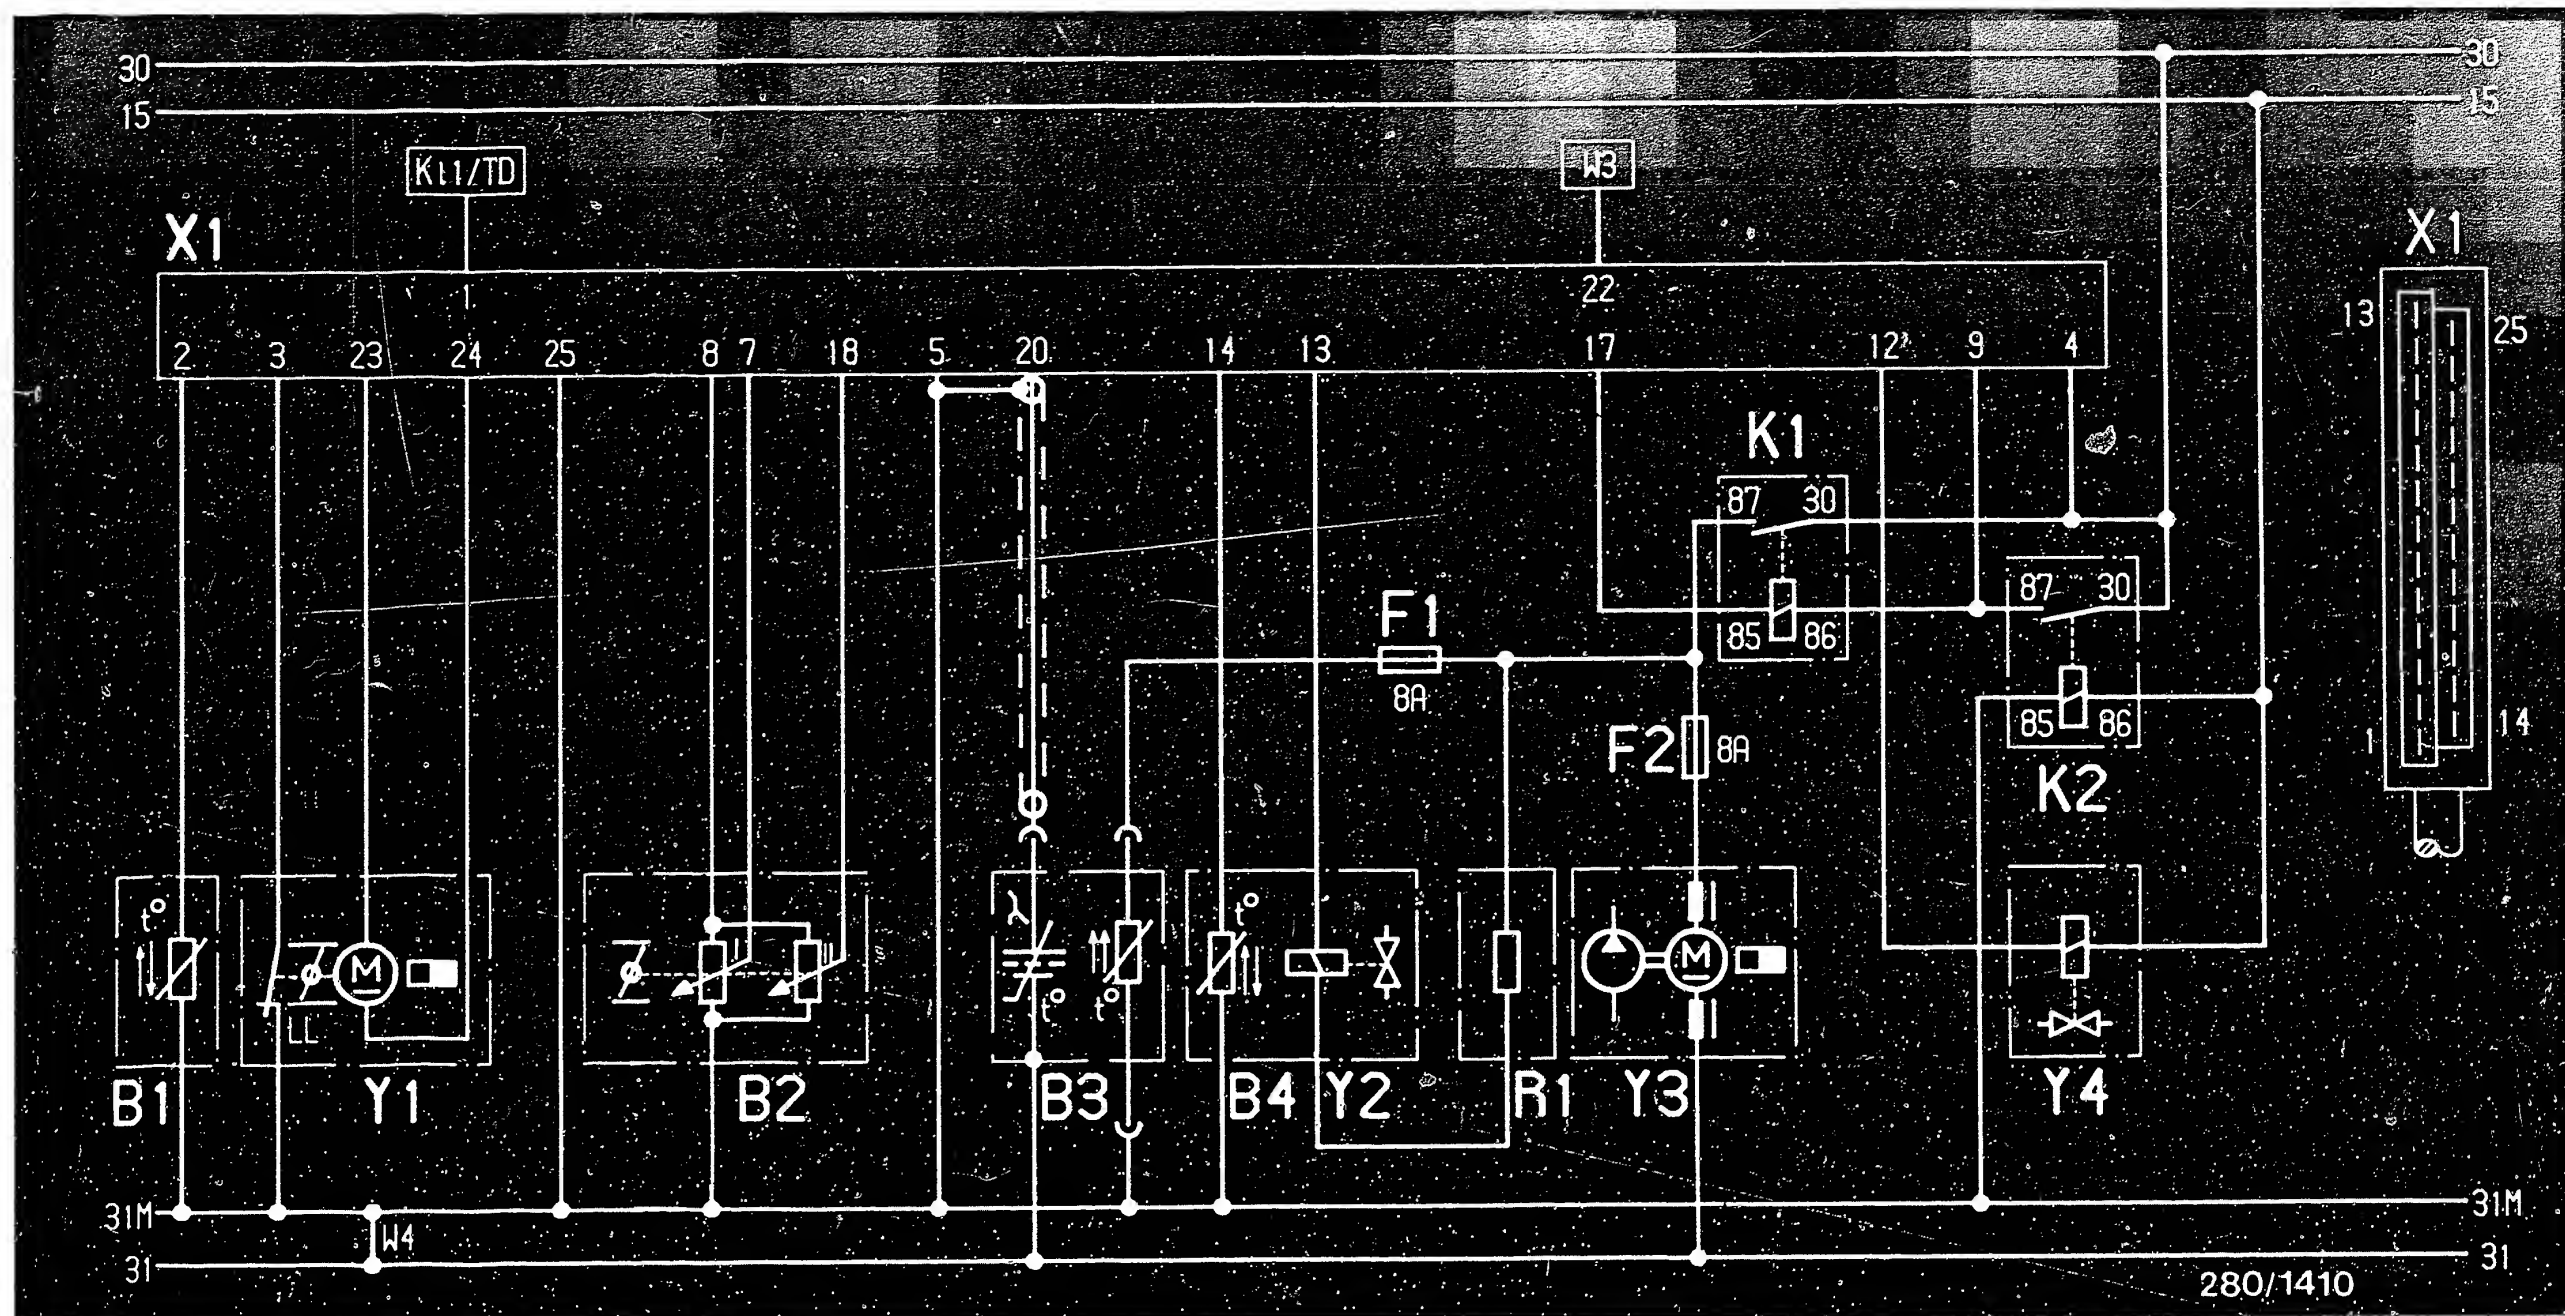 30 30
15 15
Kl1/TD W3
X1 X1
22
13 25
2 3 23 24 25 8 7 18 5 20 14 13 17 12 9 4
K1
87 30
87 30
F1
85 86
8A
85 86
1 14
F2 8A
K2
t° t°
λ
M M
I II
t° t°
LL
B1 Y1 B2 B3 B4 Y2 R1 Y3 Y4
31M 31M
W4
31 31
280/1410